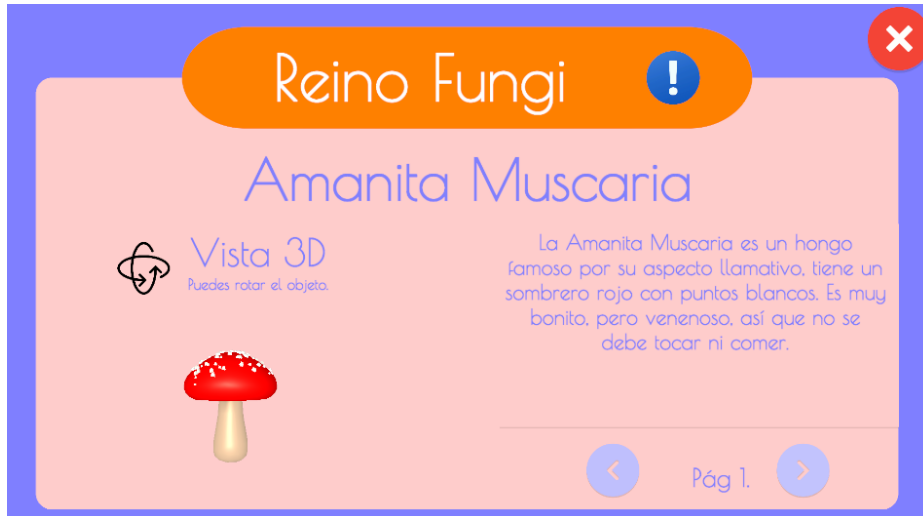 Reino Fungi
Amanita Muscaria
Vista 3D
Puedes rotar el objeto.
La Amanita Muscaria es un hongo
famoso por su aspecto llamativo, tiene un
sombrero rojo con puntos blancos. Es muy
bonito, pero venenoso, así que no se
debe tocar ni comer.
Pág 1.